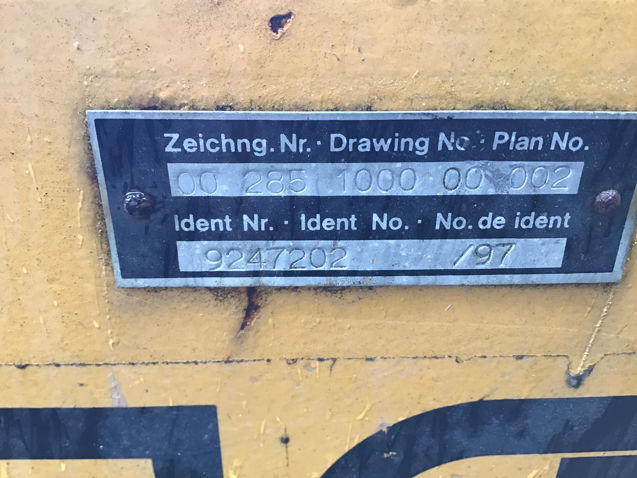 Zeichng. Nr. · Drawing No. · Plan No.
00 285 1000 00 002
Ident Nr. · Ident No. · No. de ident
9247202 /97